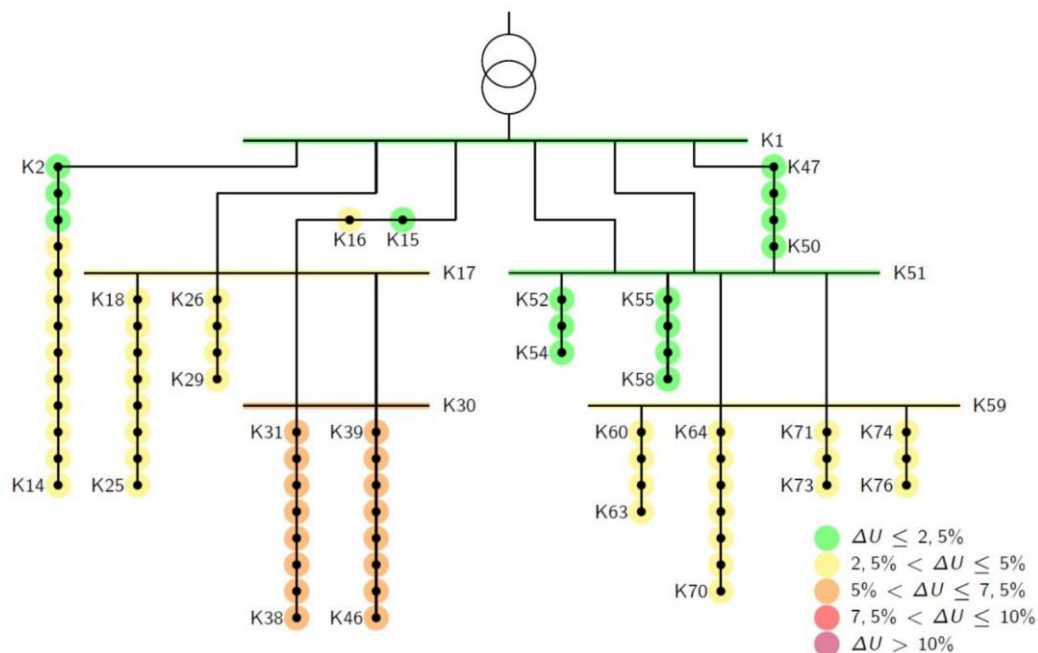 K1
K2
K47
K16
K15
K50
K17
K51
K18
K26
K52
K55
K54
K29
K58
K30
K59
K31
K39
K60
K64
K71
K74
K14
K25
K73
K76
K63
K70
K38
K46
ΔU ≤ 2, 5%
2, 5% < ΔU ≤ 5%
5% < ΔU ≤ 7, 5%
7, 5% < ΔU ≤ 10%
ΔU > 10%